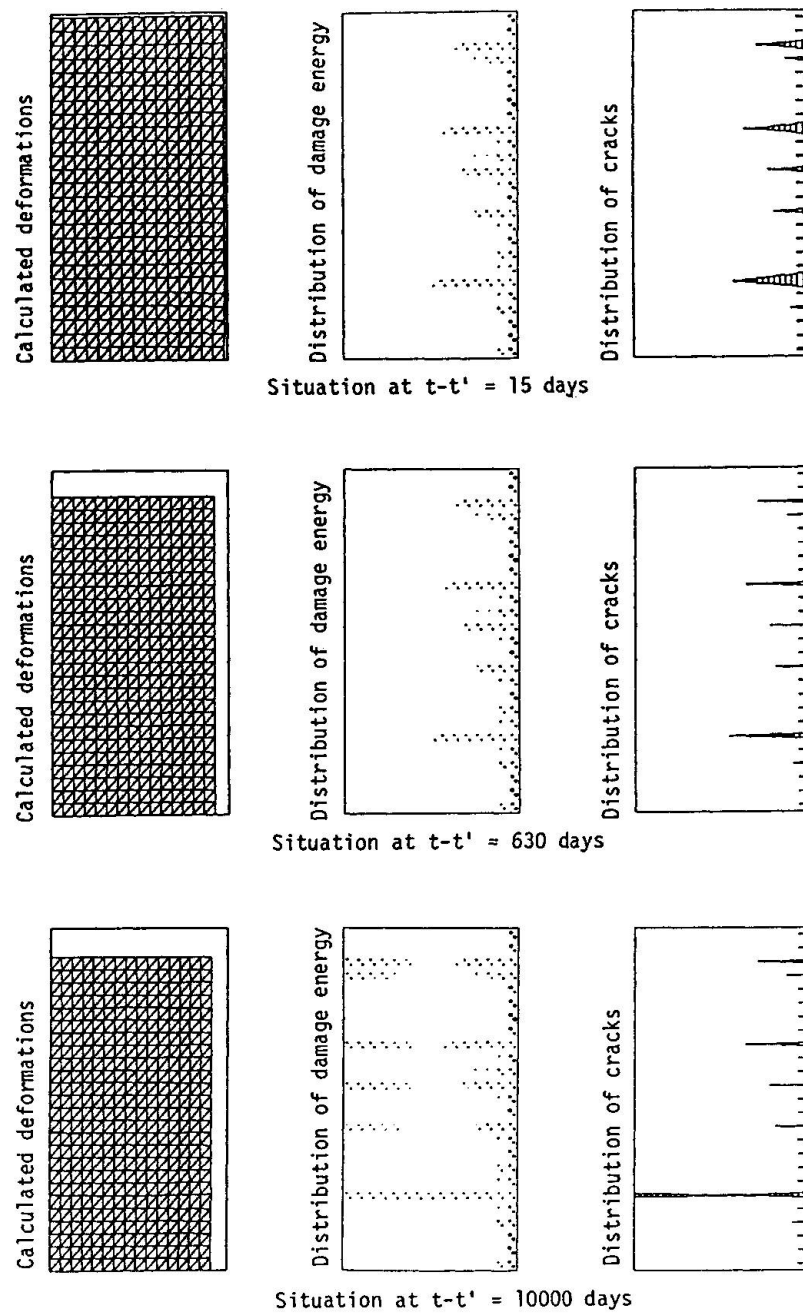 Calculated deformations
Distribution of damage energy
Distribution of cracks
Situation at t-t' = 15 days
Calculated deformations
Distribution of damage energy
Distribution of cracks
Situation at t-t' = 630 days
Calculated deformations
Distribution of damage energy
Distribution of cracks
Situation at t-t' = 10000 days